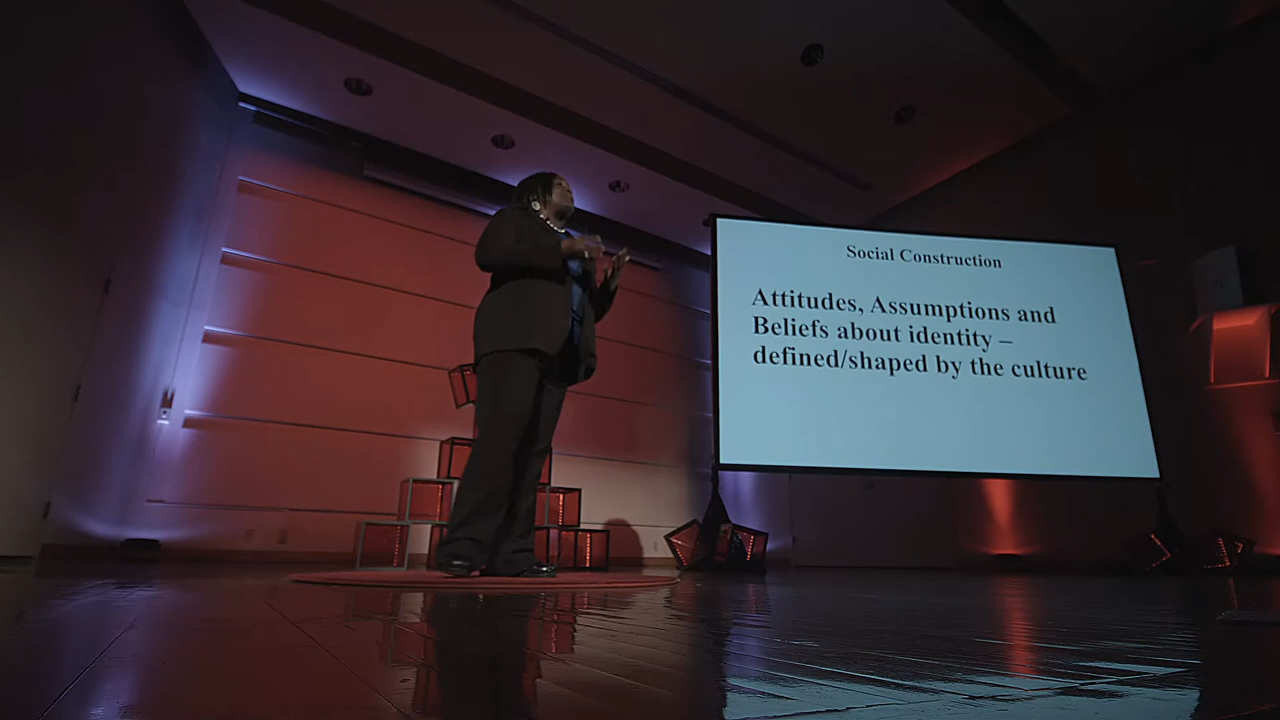 Social Construction
Attitudes, Assumptions and
Beliefs about identity –
defined/shaped by the culture